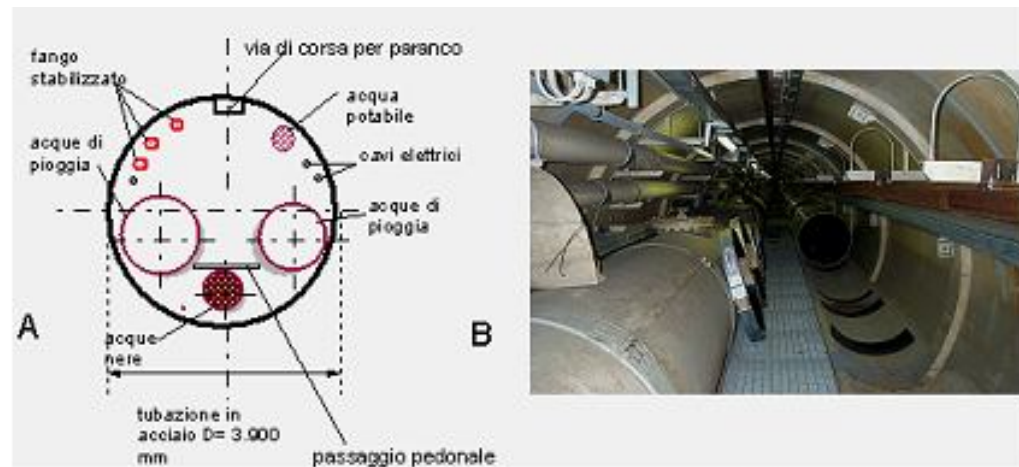 via di corsa per paranco
fango
stabilizzato
acqua
potabile
acque di
pioggia
cavi elettrici
acque di
pioggia
A
B
acque
nere
tubazione in
acciaio D= 3.900
mm
passaggio pedonale